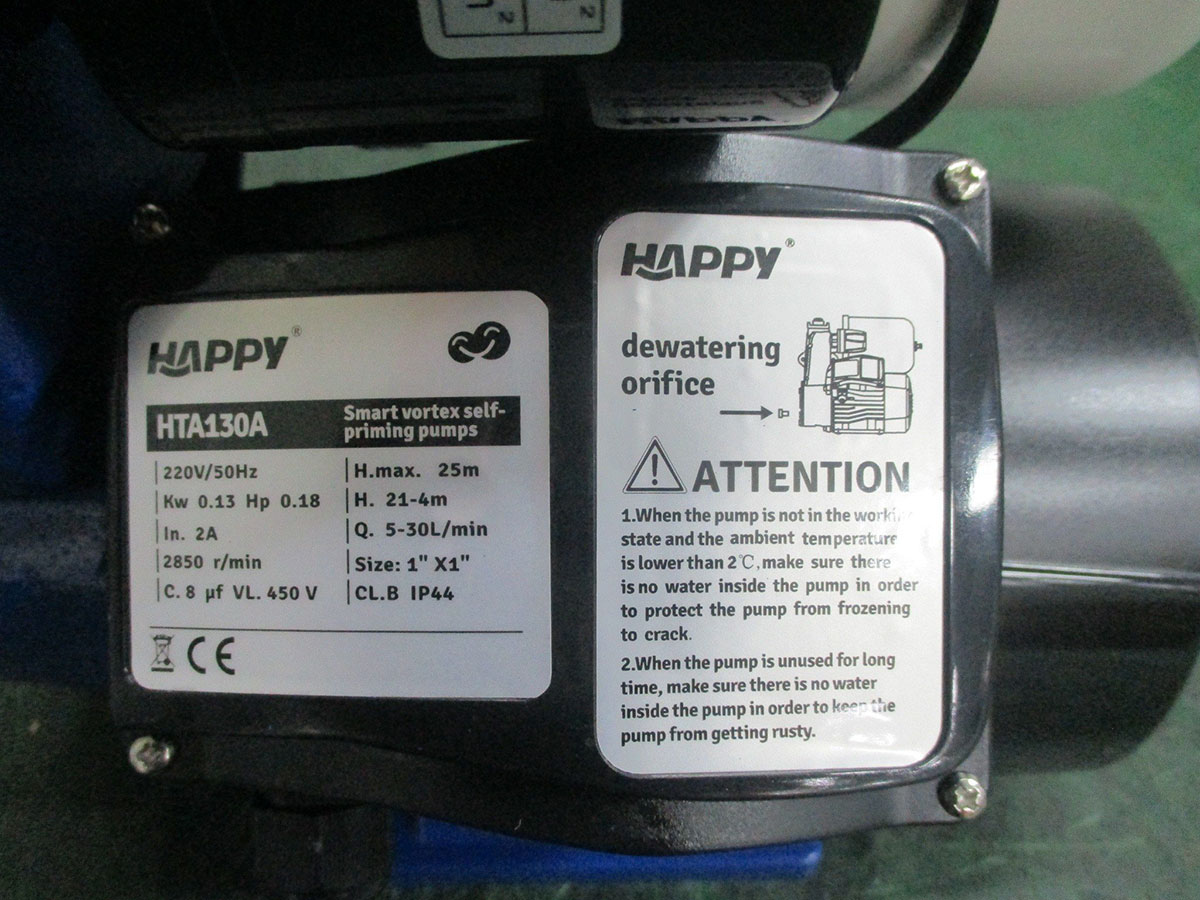 HAPPY®
HTA130A
Smart vortex self-
priming pumps
220V/50Hz
Kw 0.13 Hp 0.18
In. 2A
2850 r/min
C. 8 µf VL. 450 V
H.max. 25m
H. 21-4m
Q. 5-30L/min
Size: 1" X1"
CL.B IP44
CE
HAPPY®
dewatering
orifice
ATTENTION
1.When the pump is not in the
state and the ambient temperature
is lower than 2℃,make sure there
is no water inside the pump in order
to protect the pump from frozening
to crack.
2.When the pump is unused for long
time, make sure there is no water
inside the pump in order to keep the
pump from getting rusty.